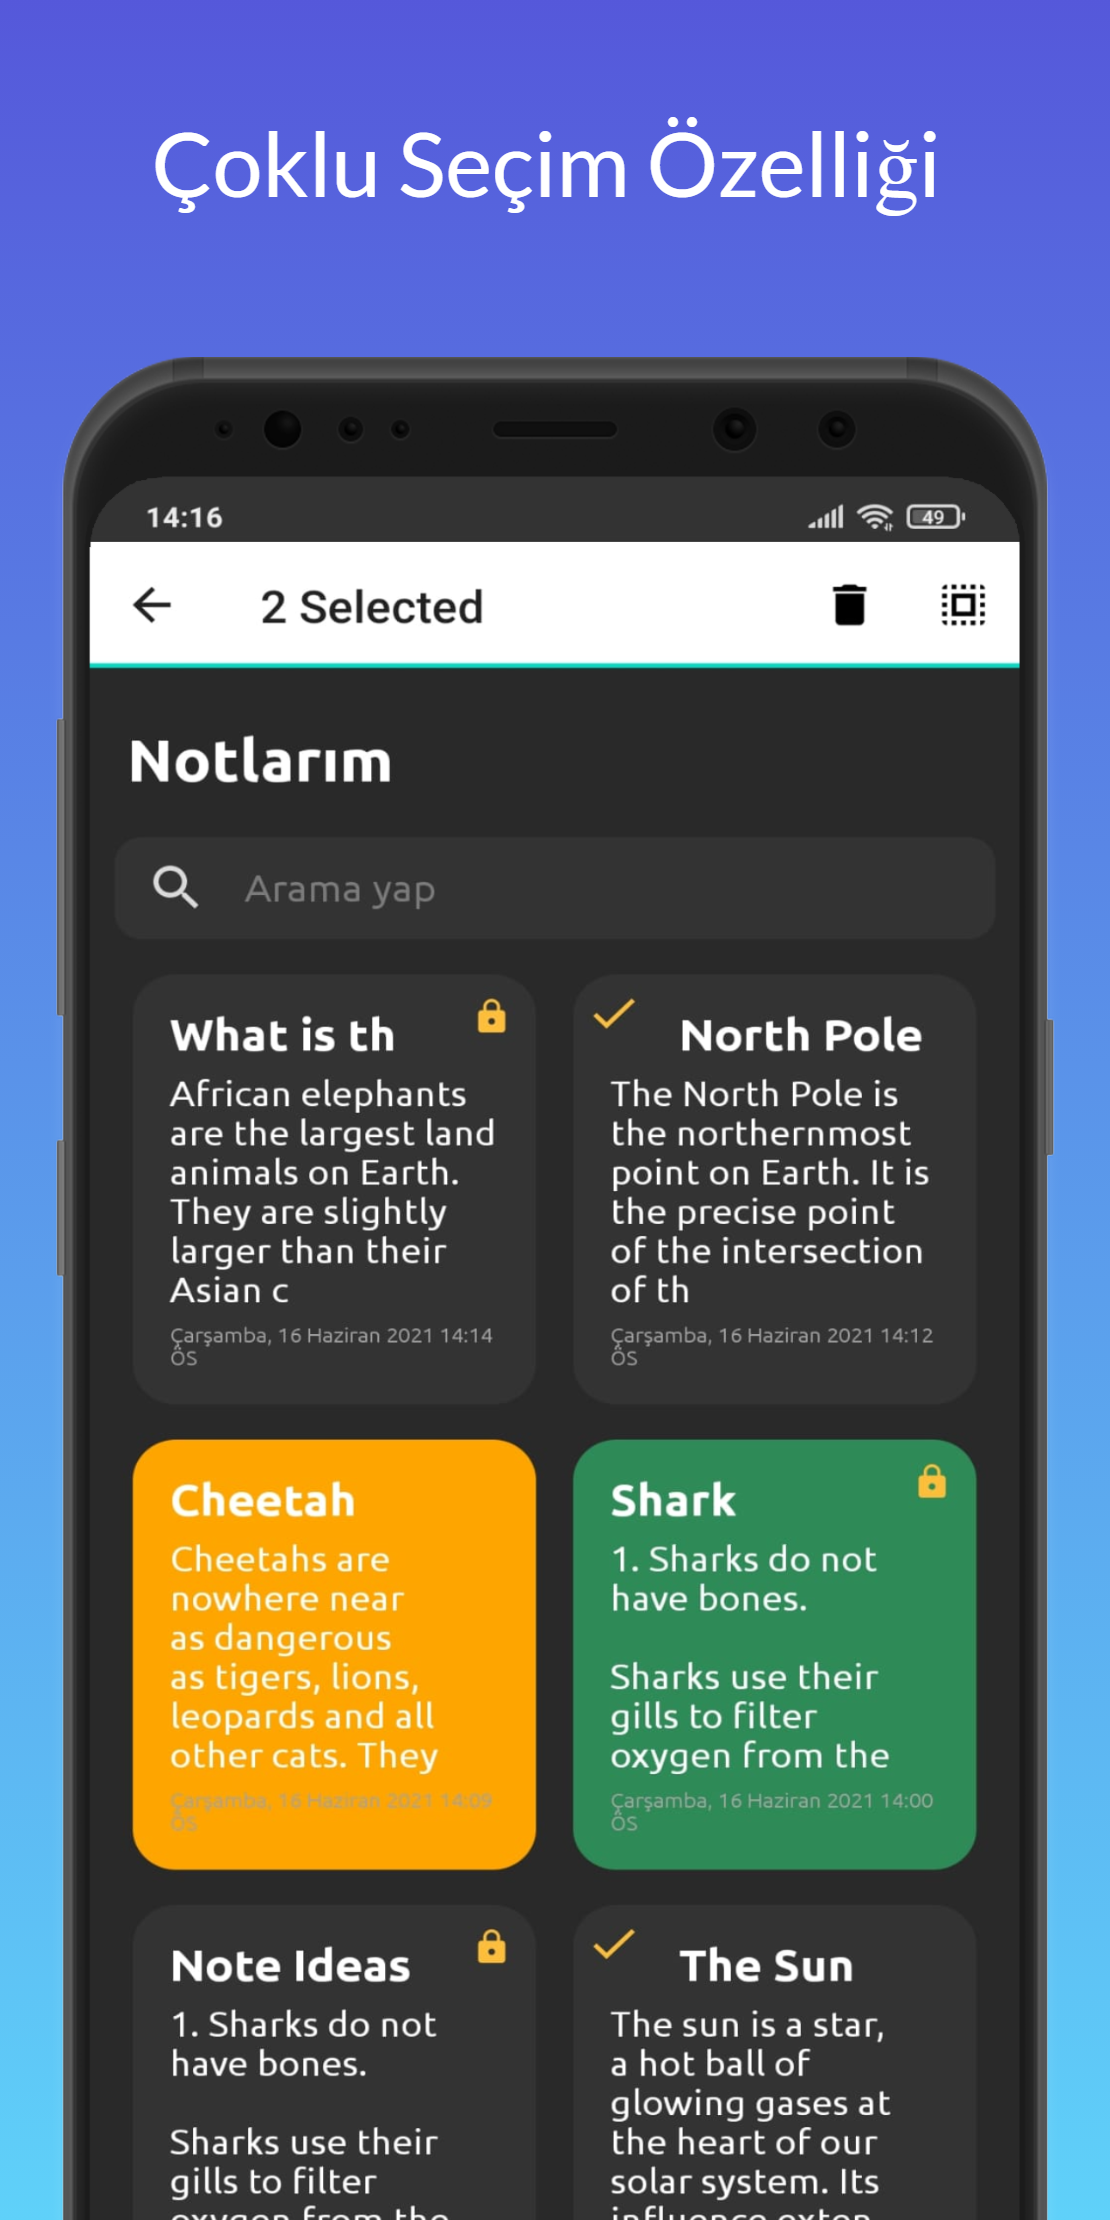 Çoklu Seçim Özelliği
14:16
49
2 Selected
Notlarım
Arama yap
What is th
African elephants
are the largest land
animals on Earth.
They are slightly
larger than their
Asian c
Çarşamba, 16 Haziran 2021 14:14
ÖS
North Pole
The North Pole is
the northernmost
point on Earth. It is
the precise point
of the intersection
of th
Çarşamba, 16 Haziran 2021 14:12
ÖS
Cheetah
Cheetahs are
nowhere near
as dangerous
as tigers, lions,
leopards and all
other cats. They
Çarşamba, 16 Haziran 2021 14:09
ÖS
Shark
1. Sharks do not
have bones.
Sharks use their
gills to filter
oxygen from the
Çarşamba, 16 Haziran 2021 14:00
ÖS
Note Ideas
1. Sharks do not
have bones.
Sharks use their
gills to filter
oxygen from the
The Sun
The sun is a star,
a hot ball of
glowing gases at
the heart of our
solar system. Its
influence exten